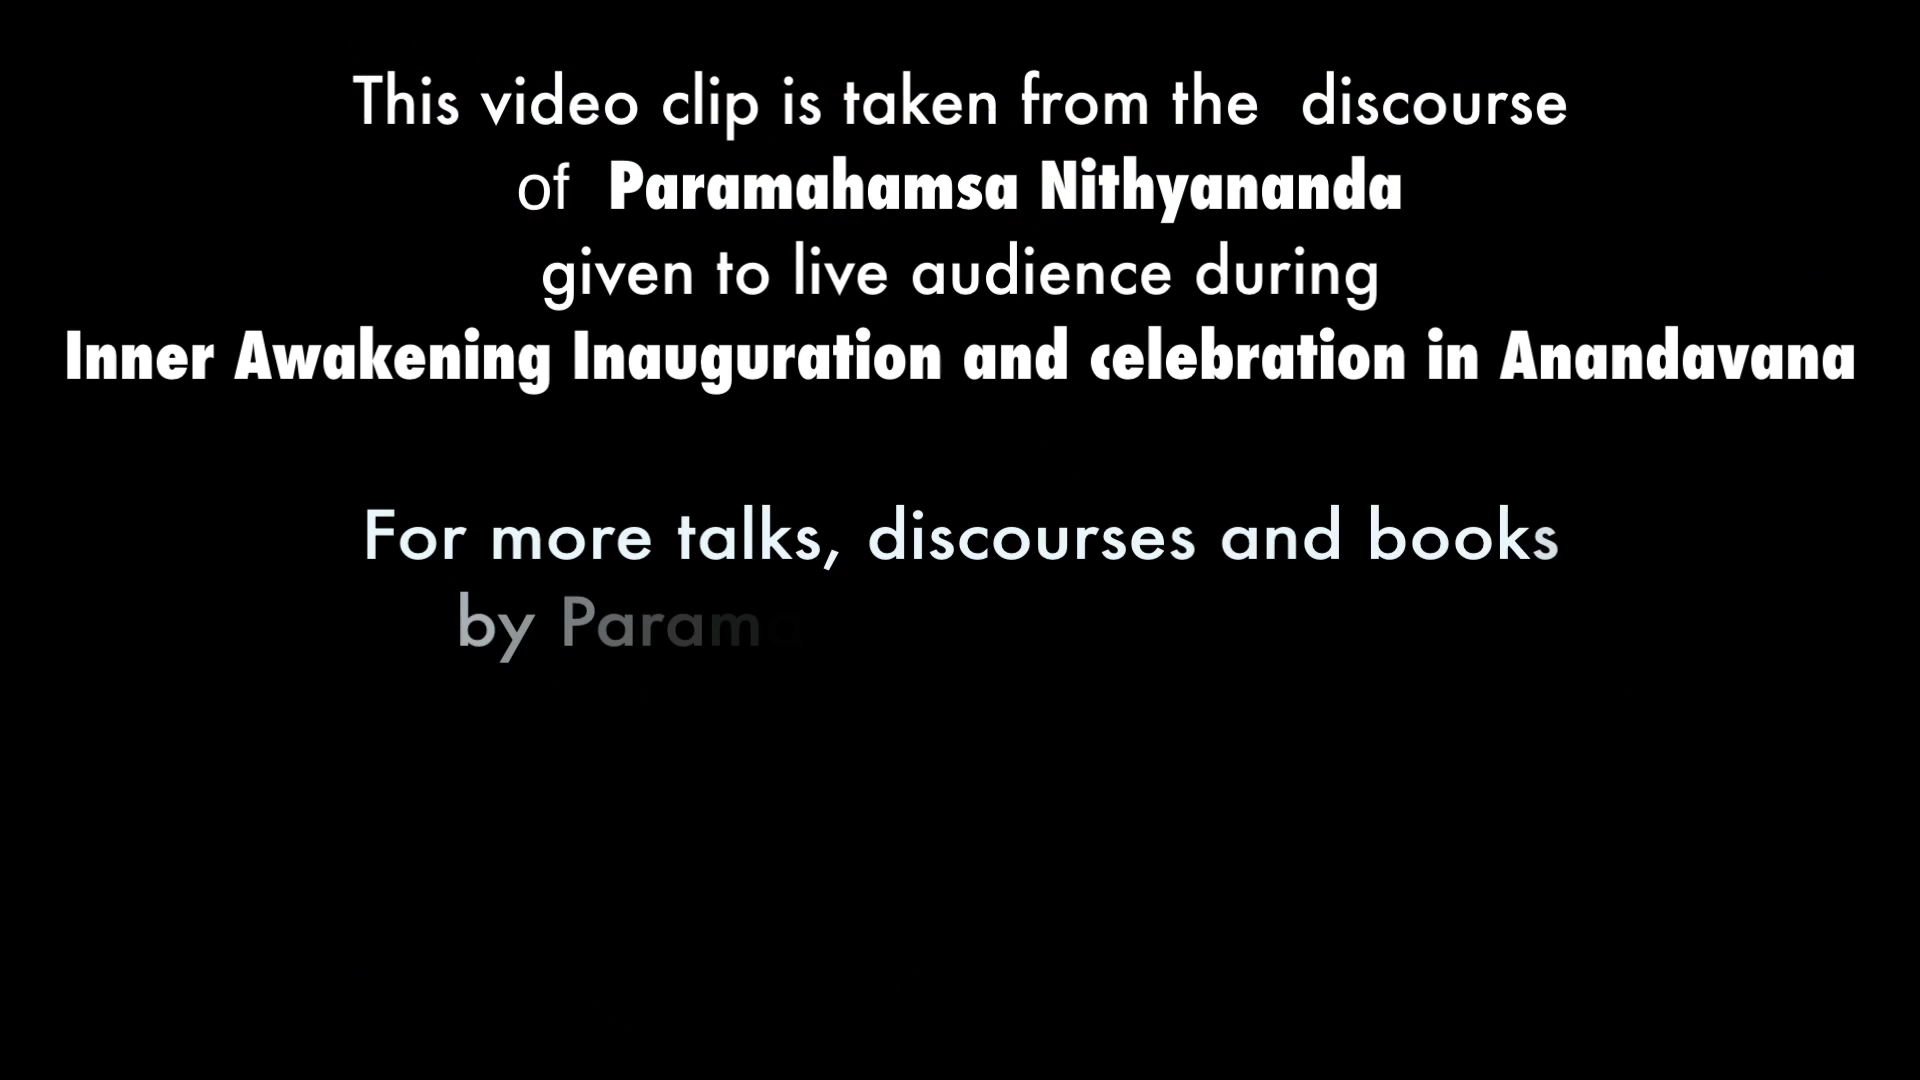 This video clip is taken from the discourse
of Paramahamsa Nithyananda
given to live audience during
Inner Awakening Inauguration and celebration in Anandavana
For more talks, discourses and books
by Parama